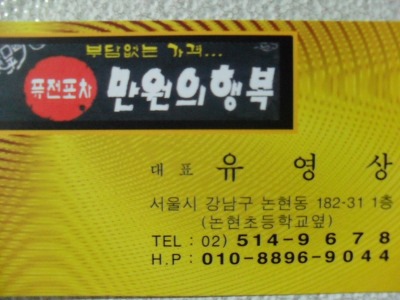 부담없는 가격...
퓨전포차 만원의행복
대표 유영상
서울시 강남구 논현동 182-31 1층
(논현초등학교옆)
TEL : 02) 514-9678
H.P : 010-8896-9044